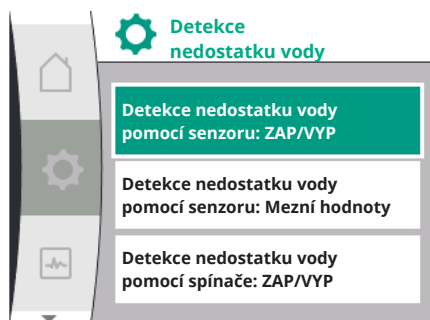 Detekce
nedostatku vody
Detekce nedostatku vody
pomocí senzoru: ZAP/VYP
Detekce nedostatku vody
pomocí senzoru: Mezní hodnoty
Detekce nedostatku vody
pomocí spínače: ZAP/VYP